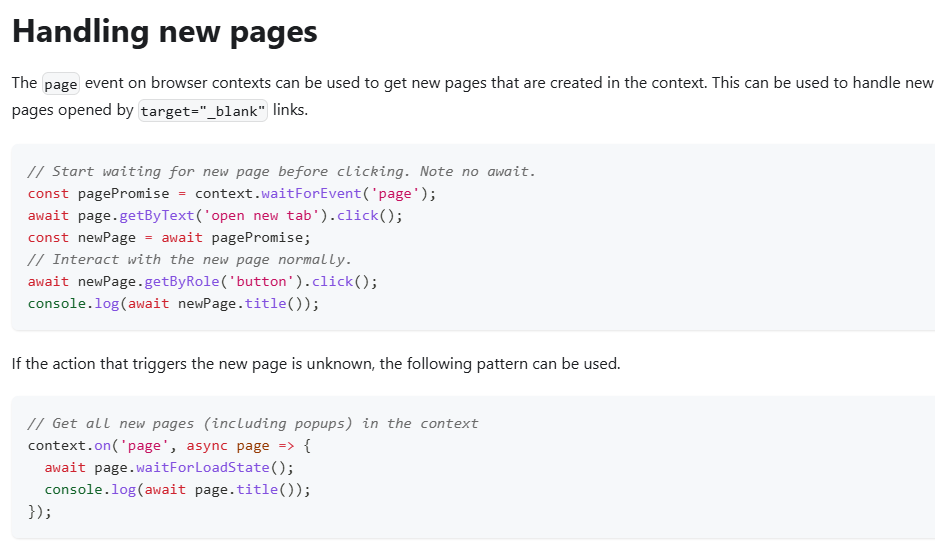 Handling new pages
The page event on browser contexts can be used to get new pages that are created in the context. This can be used to handle new
pages opened by target="_blank" links.
// Start waiting for new page before clicking. Note no await.
const pagePromise = context.waitForEvent('page');
await page.getByText('open new tab').click();
const newPage = await pagePromise;
// Interact with the new page normally.
await newPage.getByRole('button').click();
console.log(await newPage.title());
If the action that triggers the new page is unknown, the following pattern can be used.
// Get all new pages (including popups) in the context
context.on('page', async page => {
  await page.waitForLoadState();
  console.log(await page.title());
});